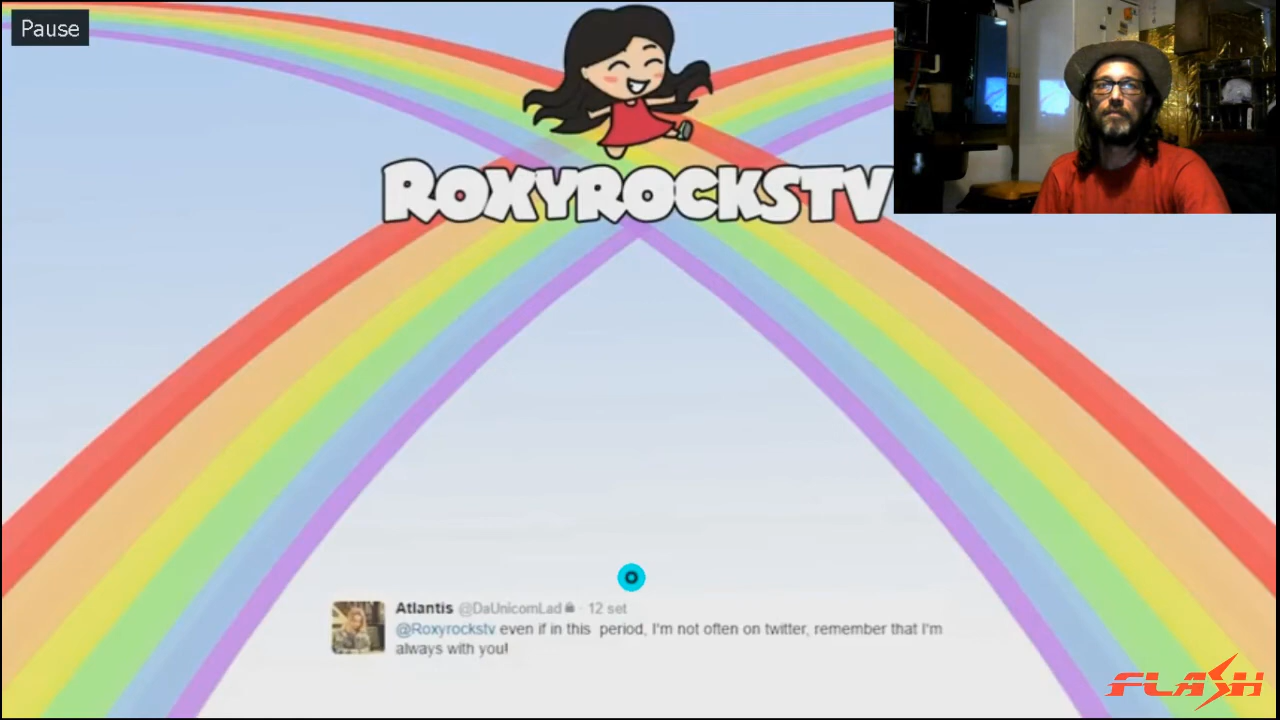 Pause
ROXYROCKSTV
Atlantis @DaUnicornLad · 12 set
@Roxyrockstv even if in this period, I'm not often on twitter, remember that I'm
always with you!
FLASH